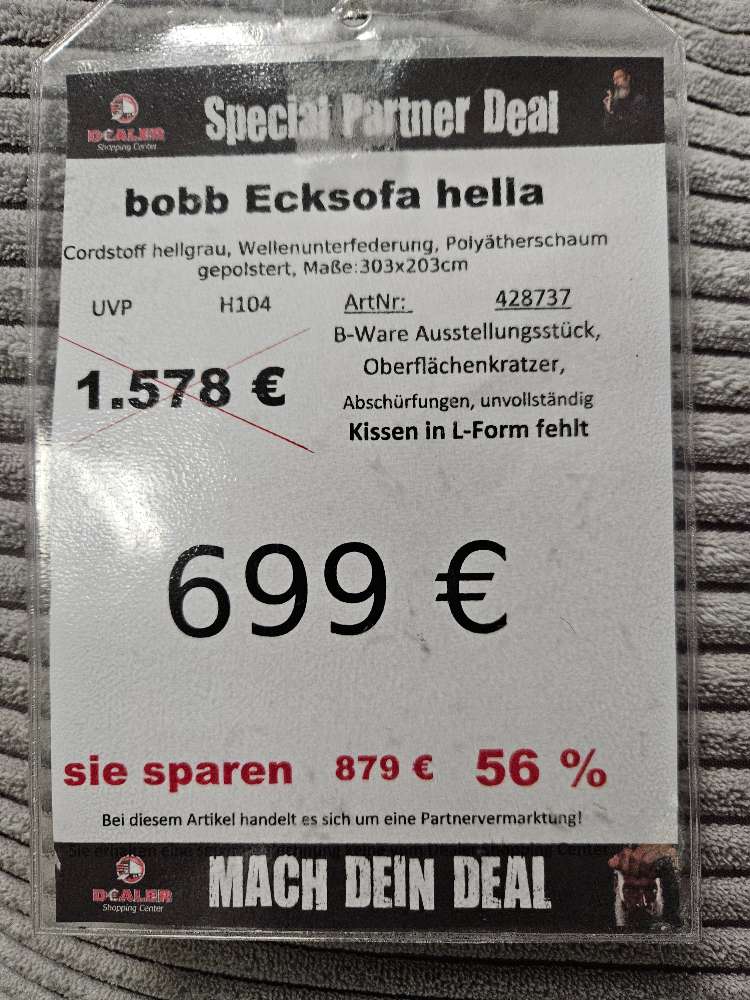 DEALER
Shopping Center
Special Partner Deal
bobb Ecksofa hella
Cordstoff hellgrau, Wellenunterfederung, Polyätherschaum
gepolstert, Maße:303x203cm
UVP H104 ArtNr: 428737
B-Ware Ausstellungsstück,
Oberflächenkratzer,
1.578 €
Abschürfungen, unvollständig
Kissen in L-Form fehlt
699 €
sie sparen 879 € 56 %
Bei diesem Artikel handelt es sich um eine Partnervermarktung!
DEALER
Shopping Center
MACH DEIN DEAL